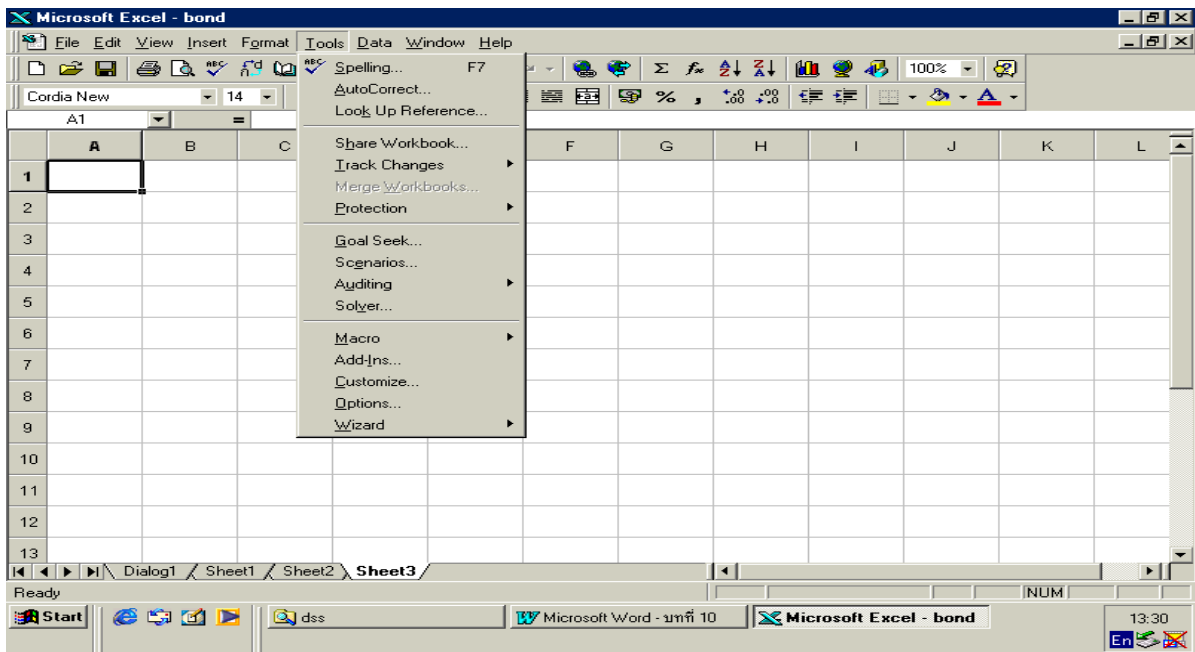 Microsoft Excel - bond
File Edit View Insert Format Tools Data Window Help
ABC 100%
Cordia New 14 % ,
A1 =
Spelling... F7
AutoCorrect...
Look Up Reference...
Share Workbook...
Track Changes
Merge Workbooks...
Protection
Goal Seek...
Scenarios...
Auditing
Solver...
Macro
Add-Ins...
Customize...
Options...
Wizard
A B C F G H I J K L
1
2
3
4
5
6
7
8
9
10
11
12
13
Dialog1 Sheet1 Sheet2 Sheet3
Ready NUM
Start dss Microsoft Word - บทที่ 10 Microsoft Excel - bond 13:30
En